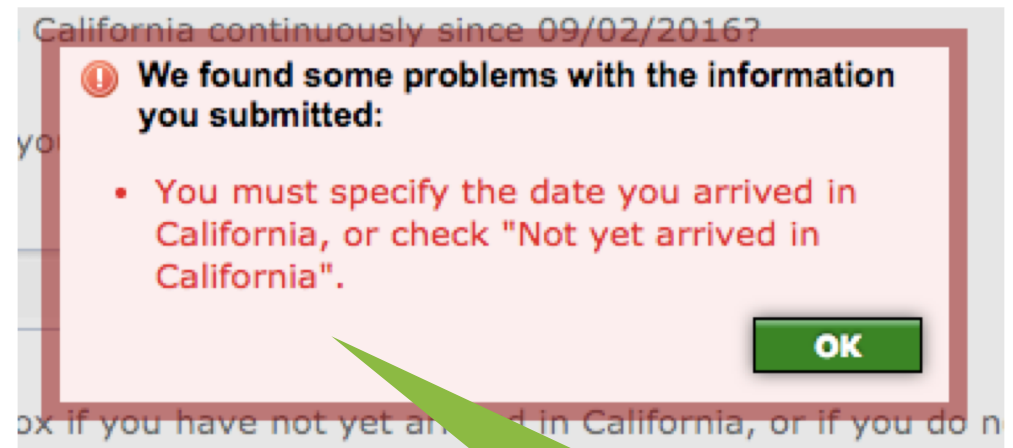 California continuously since 09/02/2016?
We found some problems with the information
you submitted:
• You must specify the date you arrived in
California, or check "Not yet arrived in
California".
OK
if you have not yet in California, or if you do